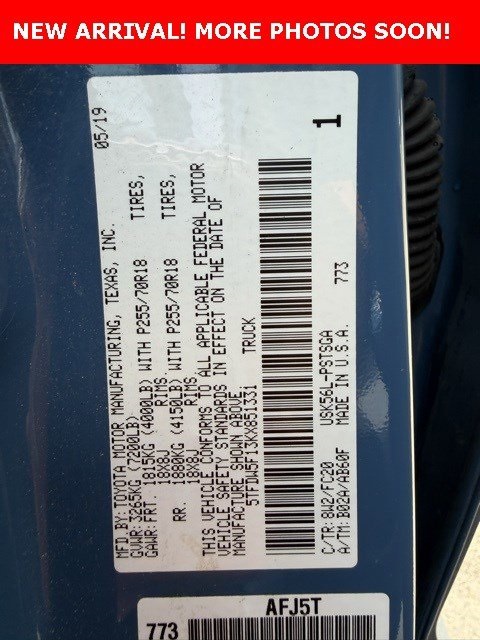 NEW ARRIVAL! MORE PHOTOS SOON!
MFD.BY:TOYOTA MOTOR MANUFACTURING, TEXAS, INC. 05/19
GVWR:3265KG (7200LB)
GAWR:FRT. 1815KG (4000LB) WITH P255/70R18 TIRES,
18X8J RIMS
RR. 1880KG (4150LB) WITH P255/70R18 TIRES,
18X8J RIMS
THIS VEHICLE CONFORMS TO ALL APPLICABLE FEDERAL MOTOR
VEHICLE SAFETY STANDARDS IN EFFECT ON THE DATE OF
MANUFACTURE SHOWN ABOVE.
5TFDW5F13KX851331 TRUCK
1
C/TR: 8W2/FC20 USK56L-PSTSGA 773
A/TM: B02A/AB60F MADE IN U.S.A.
AFJ5T
773